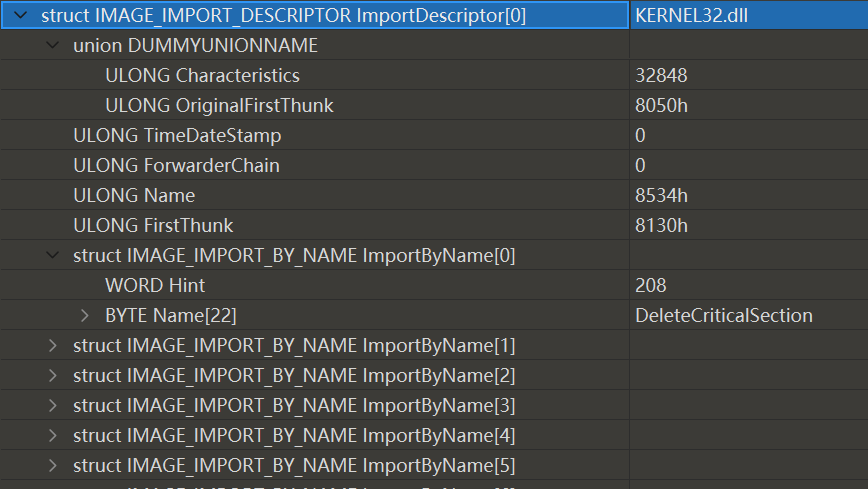 struct IMAGE_IMPORT_DESCRIPTOR ImportDescriptor[0] KERNEL32.dll
union DUMMYUNIONNAME
ULONG Characteristics 32848
ULONG OriginalFirstThunk 8050h
ULONG TimeDateStamp 0
ULONG ForwarderChain 0
ULONG Name 8534h
ULONG FirstThunk 8130h
struct IMAGE_IMPORT_BY_NAME ImportByName[0]
WORD Hint 208
BYTE Name[22] DeleteCriticalSection
struct IMAGE_IMPORT_BY_NAME ImportByName[1]
struct IMAGE_IMPORT_BY_NAME ImportByName[2]
struct IMAGE_IMPORT_BY_NAME ImportByName[3]
struct IMAGE_IMPORT_BY_NAME ImportByName[4]
struct IMAGE_IMPORT_BY_NAME ImportByName[5]